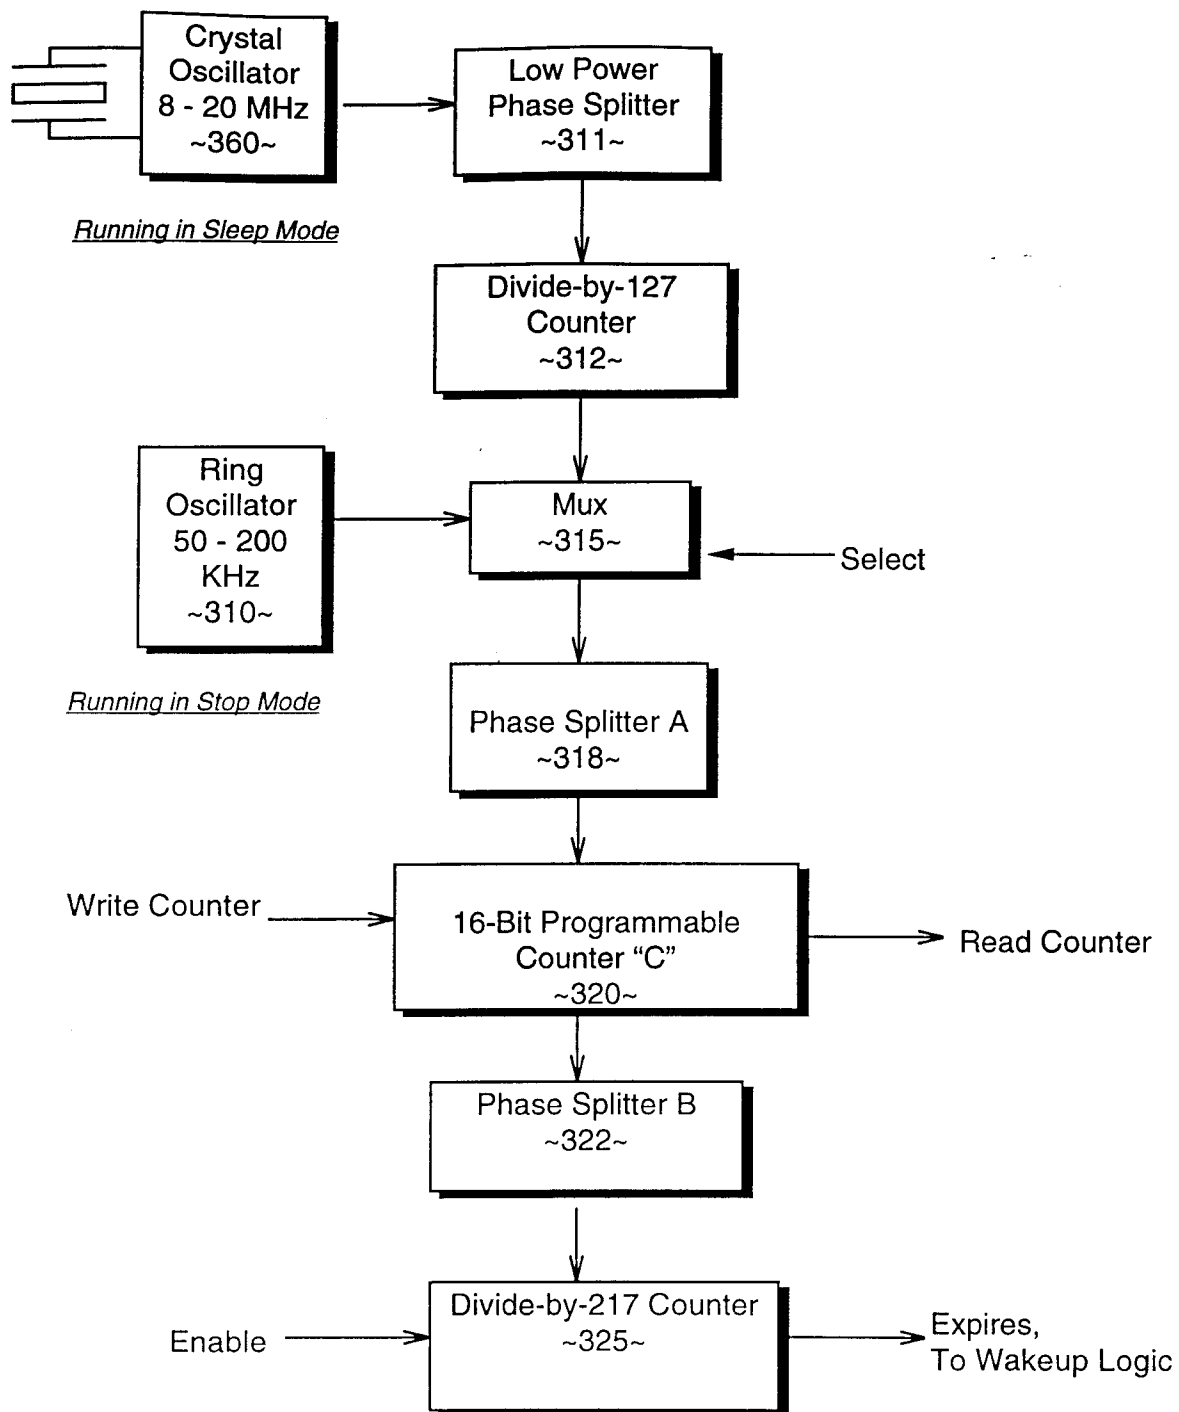 Crystal
Oscillator
8 - 20 MHz
~360~
Low Power
Phase Splitter
~311~
Running in Sleep Mode
Divide-by-127
Counter
~312~
Ring
Oscillator
50 - 200
KHz
~310~
Mux
~315~
Select
Running in Stop Mode
Phase Splitter A
~318~
Write Counter
16-Bit Programmable
Counter “C”
~320~
Read Counter
Phase Splitter B
~322~
Divide-by-217 Counter
~325~
Enable
Expires,
To Wakeup Logic